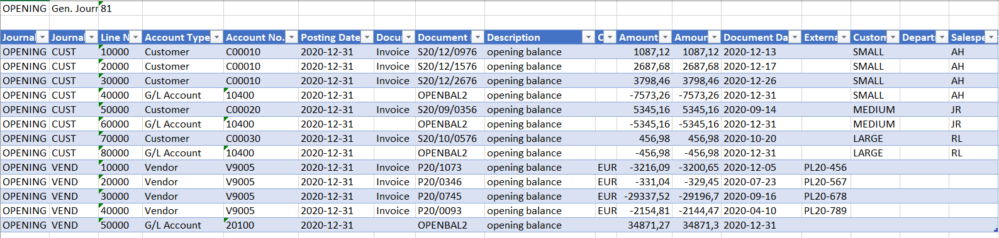 OPENING Gen. Journ 81
Journa Journal Line N Account Type Account No. Posting Date Docu Document Description C Amount Amour Document Da Externa Custom Departr Salespe
OPENING CUST 10000 Customer C00010 2020-12-31 Invoice S20/12/0976 opening balance 1087,12 1087,12 2020-12-13 SMALL AH
OPENING CUST 20000 Customer C00010 2020-12-31 Invoice S20/12/1576 opening balance 2687,68 2687,68 2020-12-17 SMALL AH
OPENING CUST 30000 Customer C00010 2020-12-31 Invoice S20/12/2676 opening balance 3798,46 3798,46 2020-12-26 SMALL AH
OPENING CUST 40000 G/L Account 10400 2020-12-31 OPENBAL2 opening balance -7573,26 -7573,26 2020-12-31 SMALL AH
OPENING CUST 50000 Customer C00020 2020-12-31 Invoice S20/09/0356 opening balance 5345,16 5345,16 2020-09-14 MEDIUM JR
OPENING CUST 60000 G/L Account 10400 2020-12-31 OPENBAL2 opening balance -5345,16 -5345,16 2020-12-31 MEDIUM JR
OPENING CUST 70000 Customer C00030 2020-12-31 Invoice S20/10/0576 opening balance 456,98 456,98 2020-10-20 LARGE RL
OPENING CUST 80000 G/L Account 10400 2020-12-31 OPENBAL2 opening balance -456,98 -456,98 2020-12-31 LARGE RL
OPENING VEND 10000 Vendor V9005 2020-12-31 Invoice P20/1073 opening balance EUR -3216,09 -3200,65 2020-12-05 PL20-456
OPENING VEND 20000 Vendor V9005 2020-12-31 Invoice P20/0346 opening balance EUR -331,04 -329,45 2020-07-23 PL20-567
OPENING VEND 30000 Vendor V9005 2020-12-31 Invoice P20/0745 opening balance EUR -29337,52 -29196,7 2020-09-16 PL20-678
OPENING VEND 40000 Vendor V9005 2020-12-31 Invoice P20/0093 opening balance EUR -2154,81 -2144,47 2020-04-10 PL20-789
OPENING VEND 50000 G/L Account 20100 2020-12-31 OPENBAL2 opening balance 34871,27 34871,3 2020-12-31